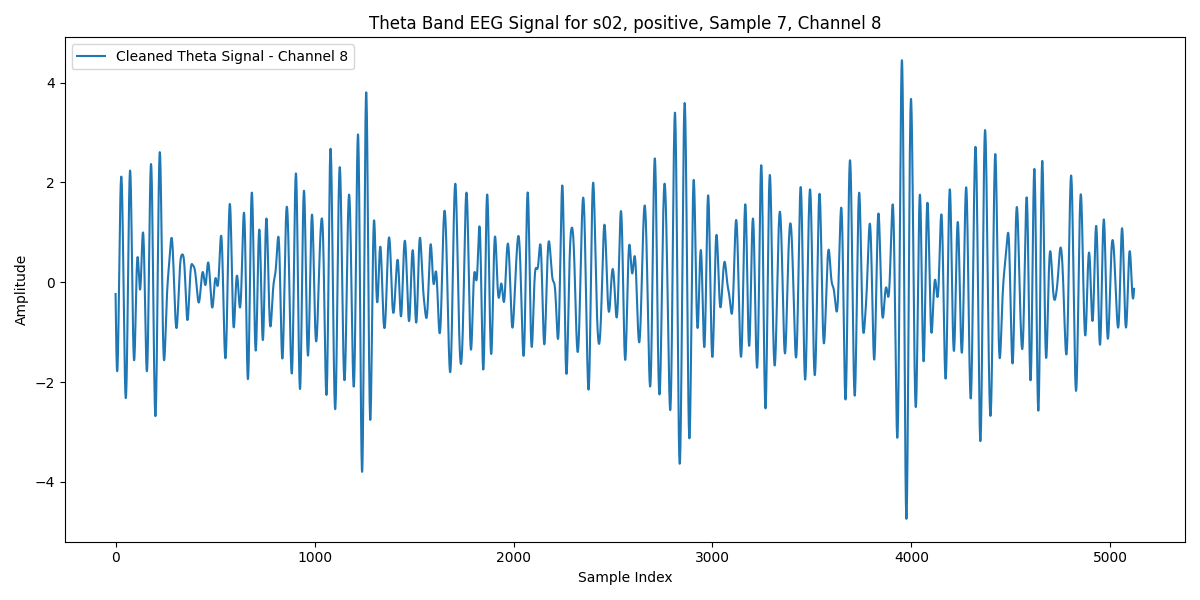 Theta Band EEG Signal for s02, positive, Sample 7, Channel 8
Cleaned Theta Signal - Channel 8
Amplitude
4
2
0
−2
−4
0 1000 2000 3000 4000 5000
Sample Index